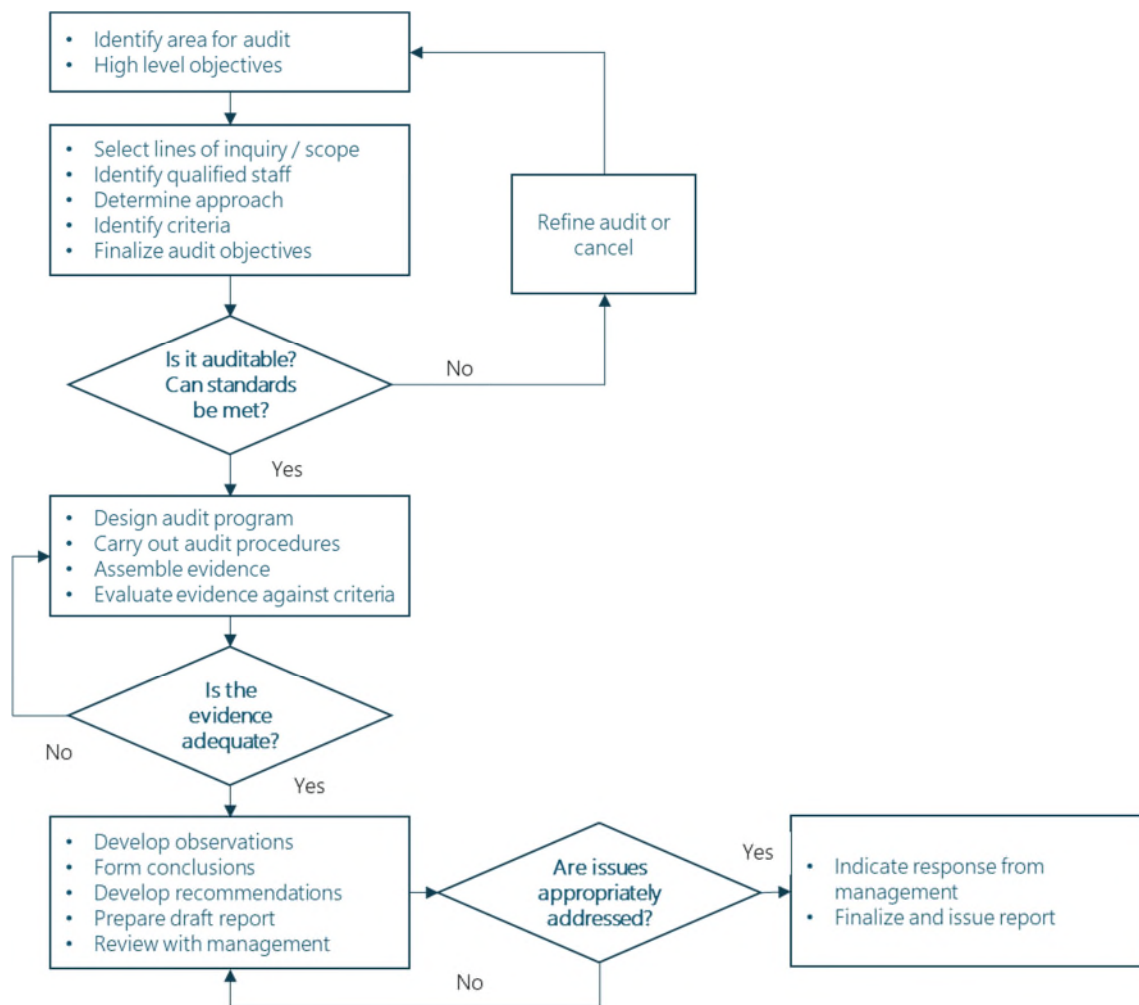 • Identify area for audit
• High level objectives
• Select lines of inquiry / scope
• Identify qualified staff
• Determine approach
• Identify criteria
• Finalize audit objectives
Refine audit or
cancel
Is it auditable?
Can standards
be met?
No
Yes
• Design audit program
• Carry out audit procedures
• Assemble evidence
• Evaluate evidence against criteria
Is the
evidence
adequate?
No
Yes
• Develop observations
• Form conclusions
• Develop recommendations
• Prepare draft report
• Review with management
Are issues
appropriately
addressed?
Yes
No
• Indicate response from
management
• Finalize and issue report